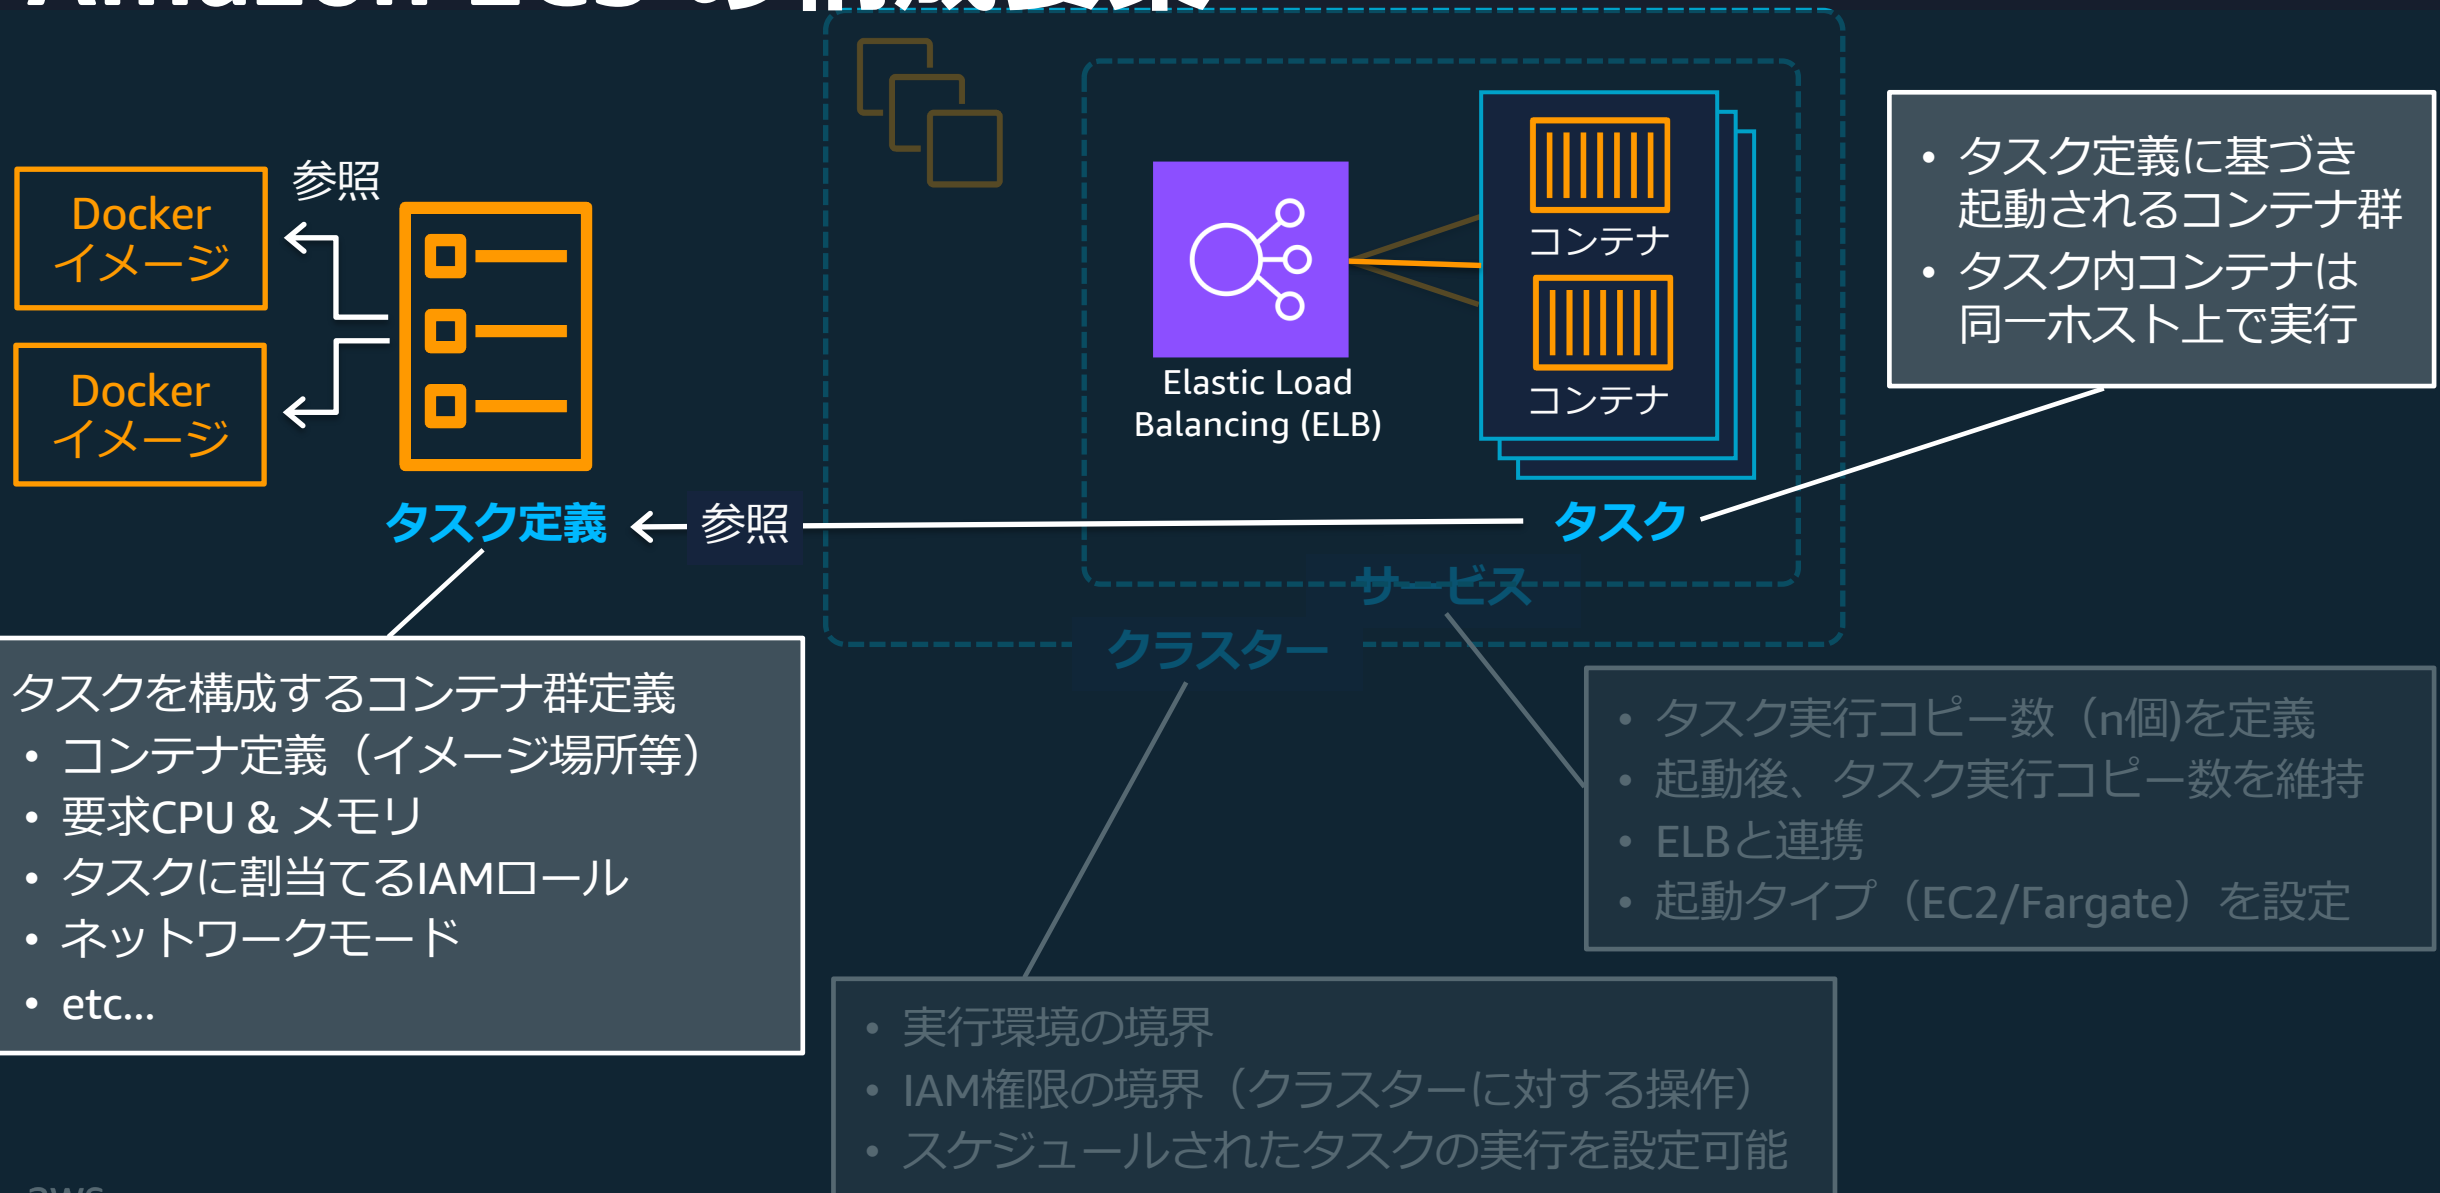 Amazon ECS の構成要素
Docker
イメージ
参照
Docker
イメージ
タスク定義
参照
Elastic Load
Balancing (ELB)
コンテナ
コンテナ
タスク
サービス
クラスター
• タスク定義に基づき
起動されるコンテナ群
• タスク内コンテナは
同一ホスト上で実行
タスクを構成するコンテナ群定義
• コンテナ定義（イメージ場所等）
• 要求CPU & メモリ
• タスクに割当てるIAMロール
• ネットワークモード
• etc...
• タスク実行コピー数（n個)を定義
• 起動後、タスク実行コピー数を維持
• ELBと連携
• 起動タイプ（EC2/Fargate）を設定
• 実行環境の境界
• IAM権限の境界（クラスターに対する操作）
• スケジュールされたタスクの実行を設定可能
aws